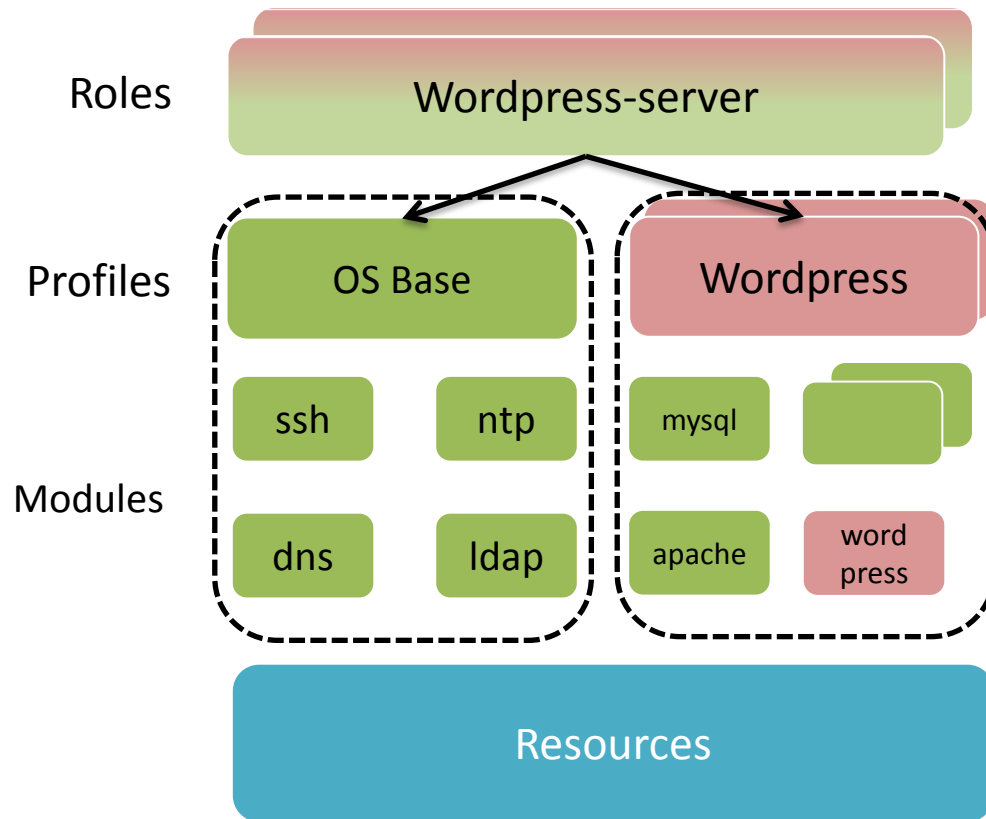 Roles
Wordpress-server
Profiles
OS Base
Wordpress
Modules
ssh
ntp
mysql
dns
ldap
apache
word
press
Resources